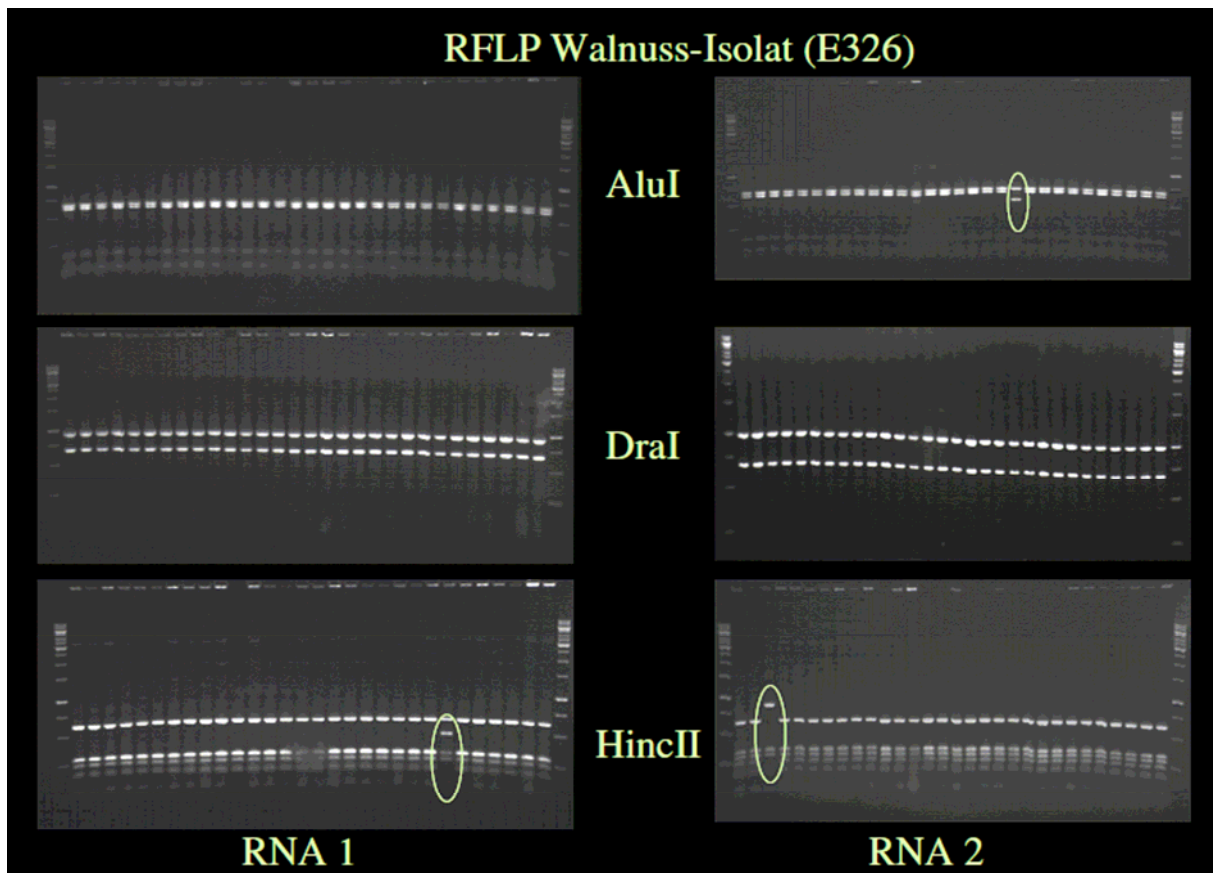 RFLP Walnuss-Isolat (E326)
AluI
DraI
HincII
RNA 1
RNA 2